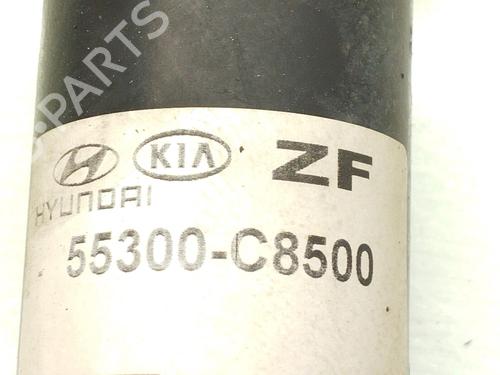 PARTS
KIA ZF
HYUNDAI
55300-C8500